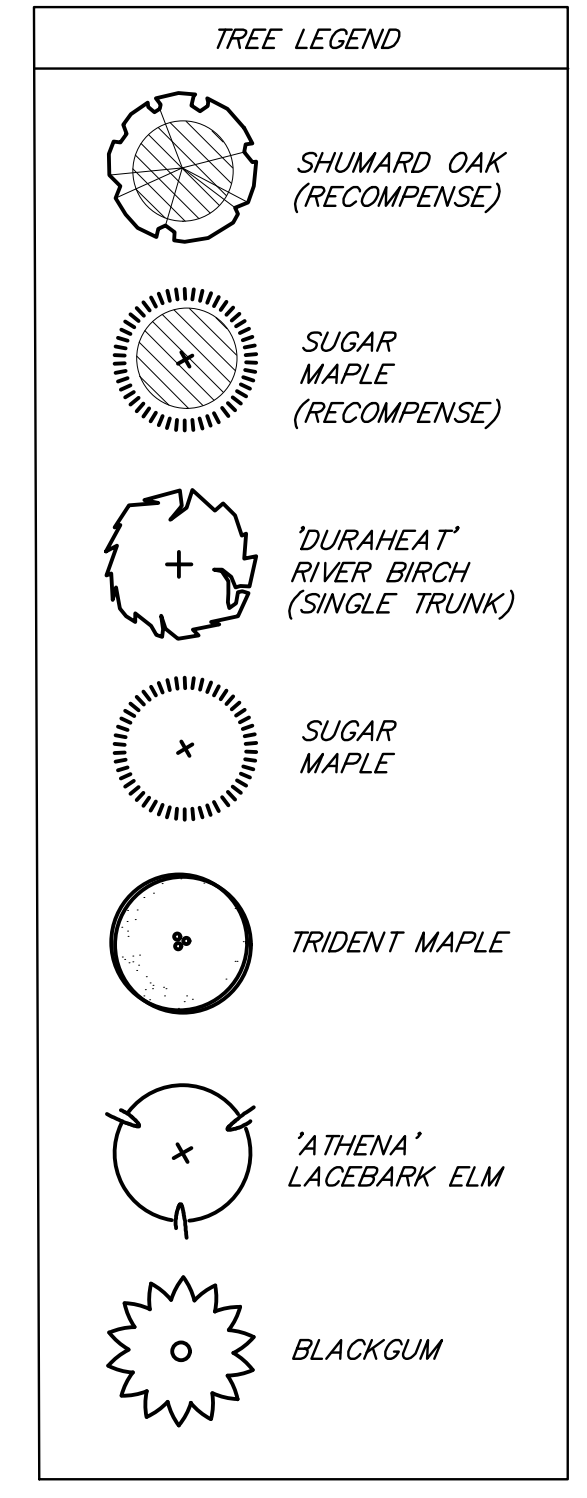 TREE LEGEND
SHUMARD OAK
(RECOMPENSE)
SUGAR
MAPLE
(RECOMPENSE)
'DURAHEAT'
RIVER BIRCH
(SINGLE TRUNK)
SUGAR
MAPLE
TRIDENT MAPLE
'ATHENA'
LACEBARK ELM
BLACKGUM